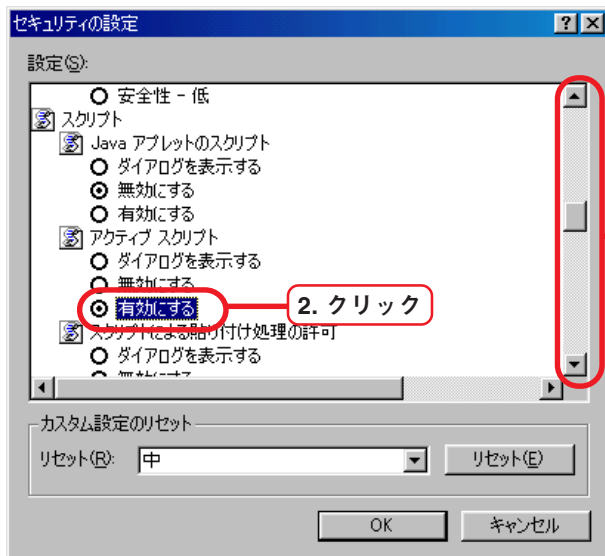 セキュリティの設定
設定(S):
安全性 - 低
スクリプト
Java アプレットのスクリプト
ダイアログを表示する
無効にする
有効にする
アクティブ スクリプト
ダイアログを表示する
無効にする
有効にする
2. クリック
スクリプトによる貼り付け処理の許可
ダイアログを表示する
無効にする
カスタム設定のリセット
リセット(R): 中 リセット(E)
OK キャンセル